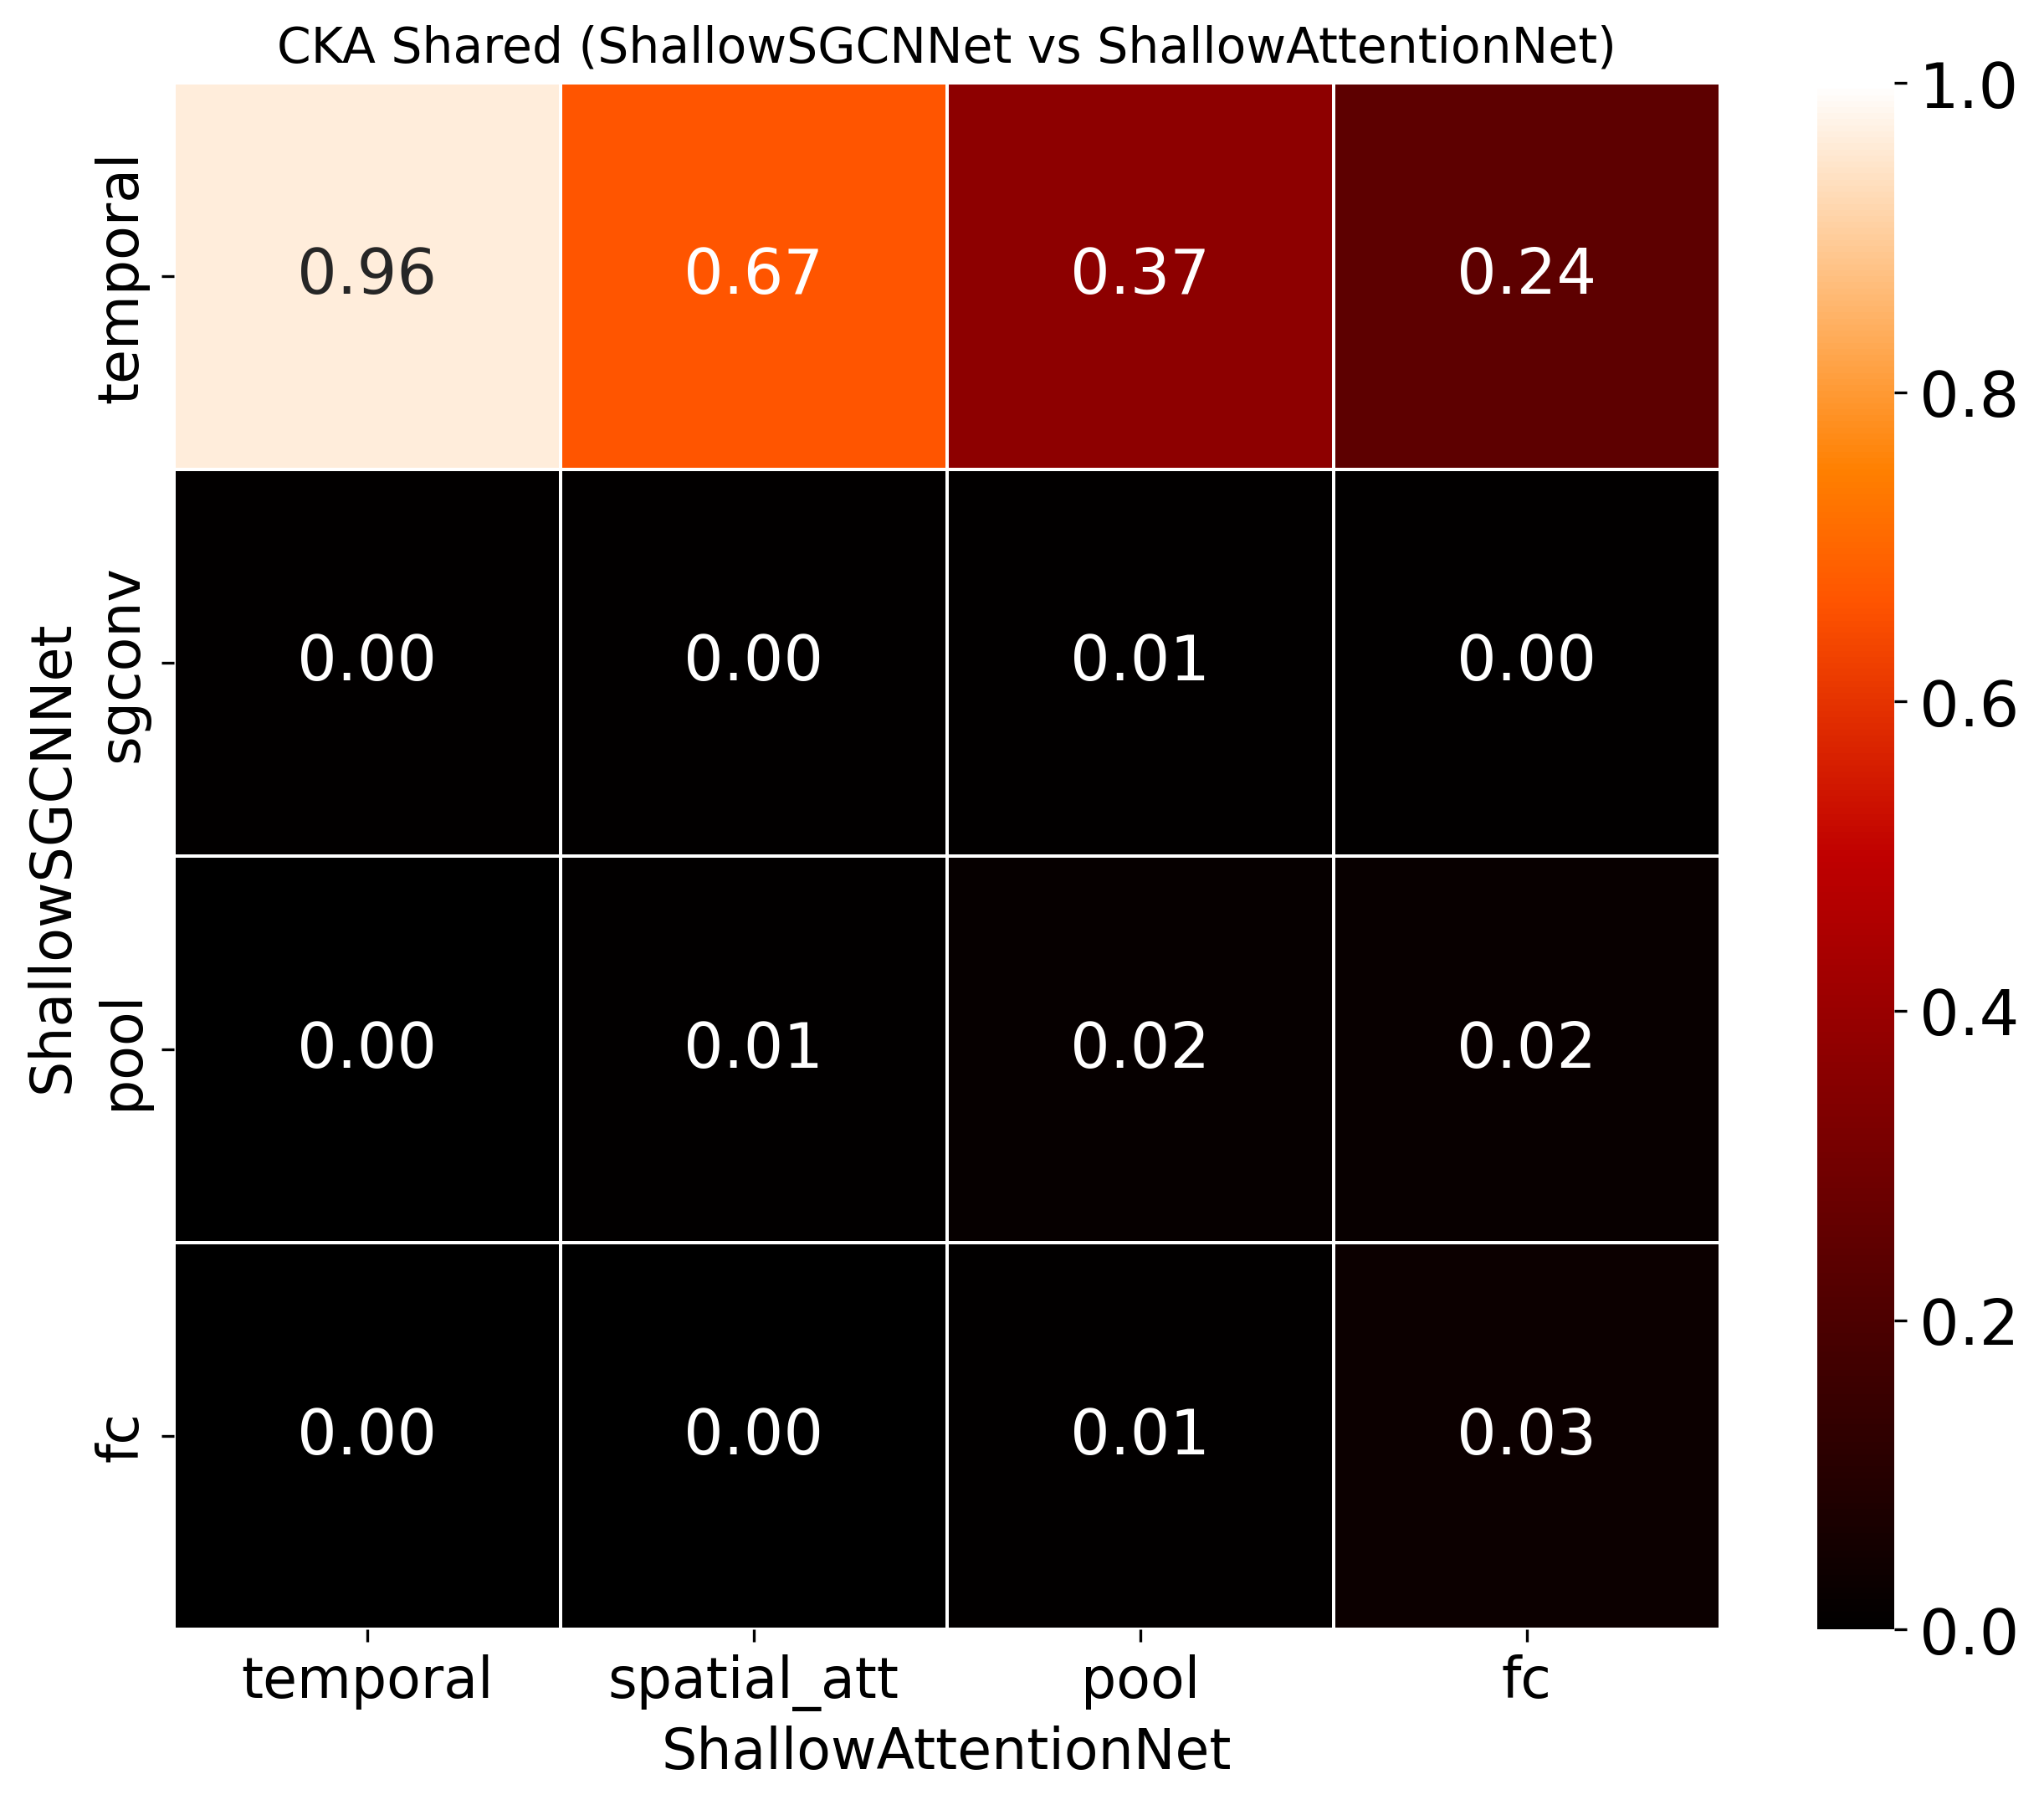 CKA Shared (ShallowSGCNNet vs ShallowAttentionNet)
ShallowSGCNNet
temporal
0.96 0.67 0.37 0.24
sgconv
0.00 0.00 0.01 0.00
pool
0.00 0.01 0.02 0.02
fc
0.00 0.00 0.01 0.03
temporal spatial_att pool fc
ShallowAttentionNet
1.0
0.8
0.6
0.4
0.2
0.0